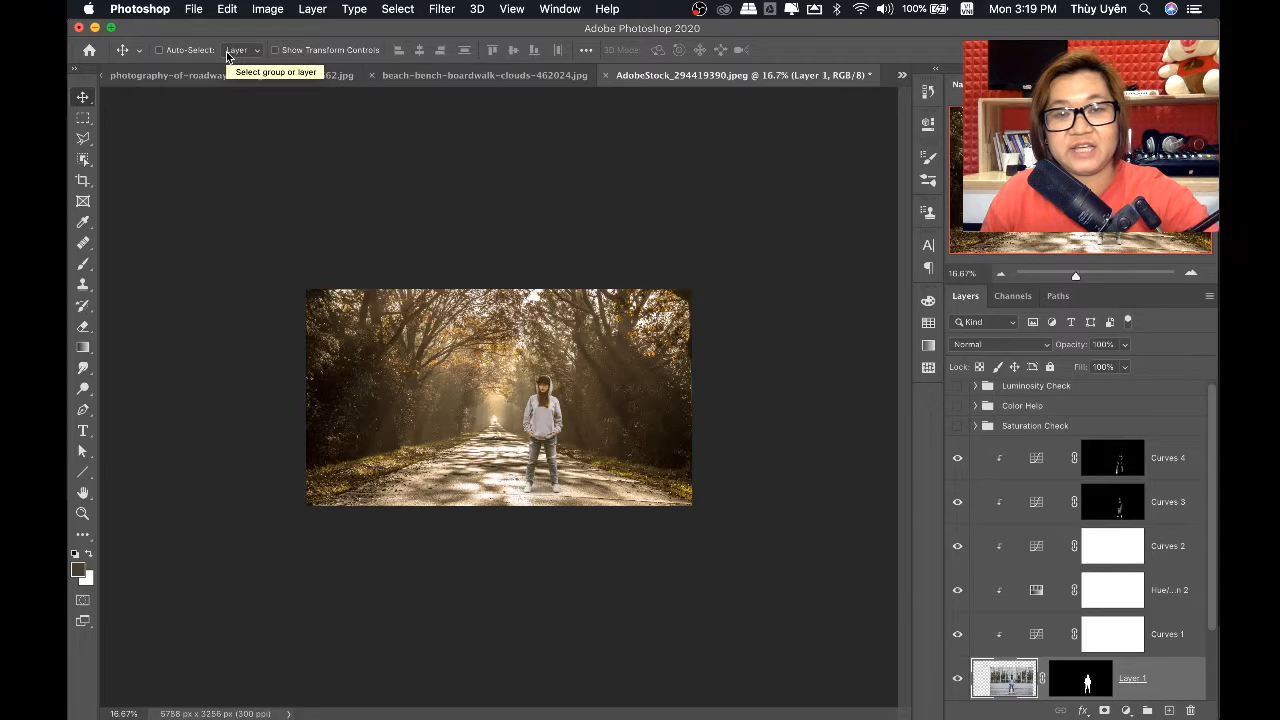 Photoshop File Edit Image Layer Type Select Filter 3D View Window Help 100% VI VNI Mon 3:19 PM Thùy Uyên
Adobe Photoshop 2020
Auto-Select: Layer Show Transform Controls 3D Mode:
Select group or layer
photography-of-roadway 62.jpg × beach-bench-boardwalk-clouds-462024.jpg × AdobeStock_294419390.jpeg @ 16.7% (Layer 1, RGB/8) *
16.67%
Layers Channels Paths
Kind
Normal Opacity: 100%
Lock: Fill: 100%
Luminosity Check
Color Help
Saturation Check
Curves 4
Curves 3
Curves 2
Hue/...n 2
Curves 1
Layer 1
16.67% 5788 px x 3256 px (300 ppi)